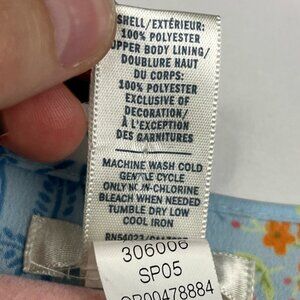 SHELL/EXTÉRIEUR:
100% POLYESTER
UPPER BODY LINING/
DOUBLURE HAUT
DU CORPS:
100% POLYESTER
EXCLUSIVE OF
DECORATION/
À L'EXCEPTION
DES GARNITURES
MACHINE WASH COLD
GENTLE CYCLE
ONLY NON-CHLORINE
BLEACH WHEN NEEDED
TUMBLE DRY LOW
COOL IRON
306006
SP05